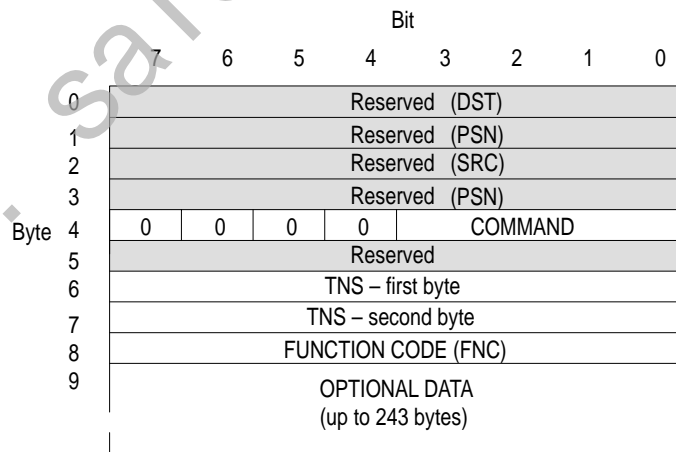 Bit
7 6 5 4 3 2 1 0
0 Reserved (DST)
1 Reserved (PSN)
2 Reserved (SRC)
3 Reserved (PSN)
Byte 4 0 0 0 0 COMMAND
5 Reserved
6 TNS – first byte
7 TNS – second byte
8 FUNCTION CODE (FNC)
9 OPTIONAL DATA
(up to 243 bytes)